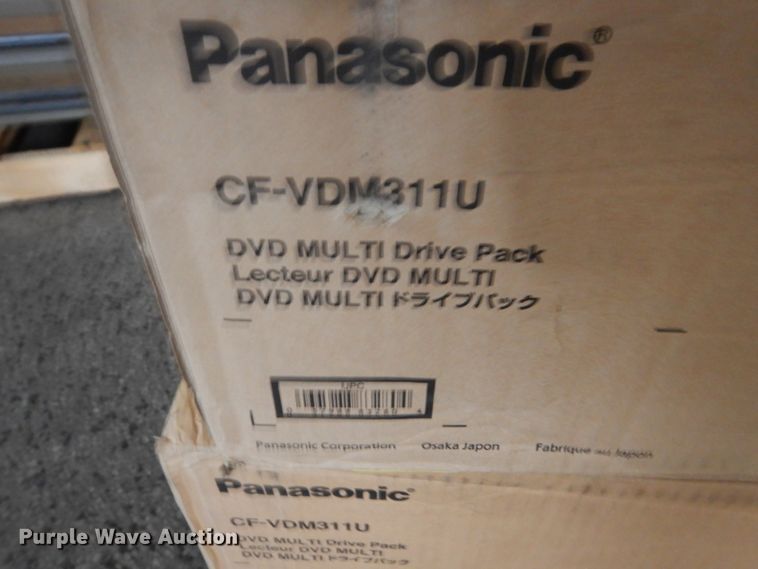 Panasonic®
CF-VDM311U
DVD MULTI Drive Pack
Lecteur DVD MULTI
DVD MULTI ドライブパック
UPC
Panasonic Corporation Osaka Japon Fabrique au Japon
Panasonic®
CF-VDM311U
DVD MULTI Drive Pack
Lecteur DVD MULTI
DVD MULTI ドライブパック
Purple Wave Auction